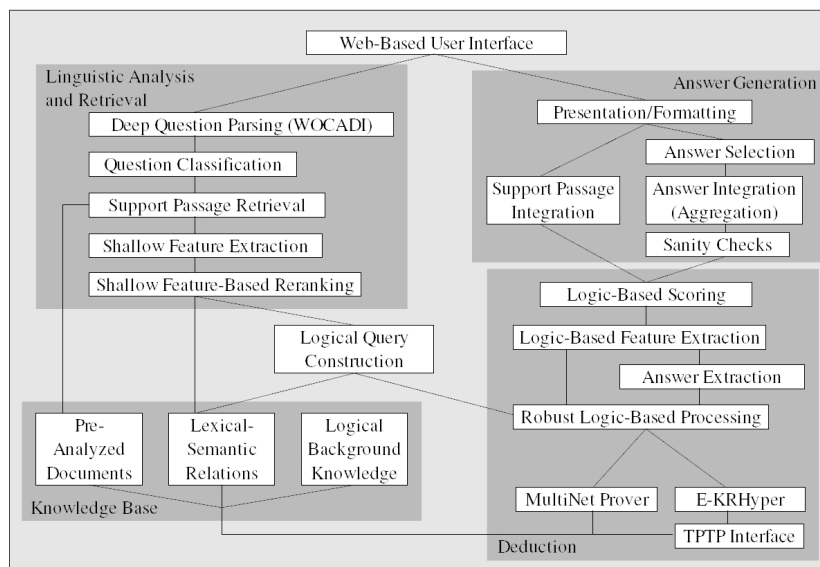 Web-Based User Interface
Linguistic Analysis
and Retrieval
Deep Question Parsing (WOCADI)
Question Classification
Support Passage Retrieval
Shallow Feature Extraction
Shallow Feature-Based Reranking
Answer Generation
Presentation/Formatting
Answer Selection
Support Passage
Integration
Answer Integration
(Aggregation)
Sanity Checks
Logic-Based Scoring
Logic-Based Feature Extraction
Answer Extraction
Robust Logic-Based Processing
Logical Query
Construction
Pre-
Analyzed
Documents
Lexical-
Semantic
Relations
Logical
Background
Knowledge
Knowledge Base
MultiNet Prover
E-KRHyper
TPTP Interface
Deduction